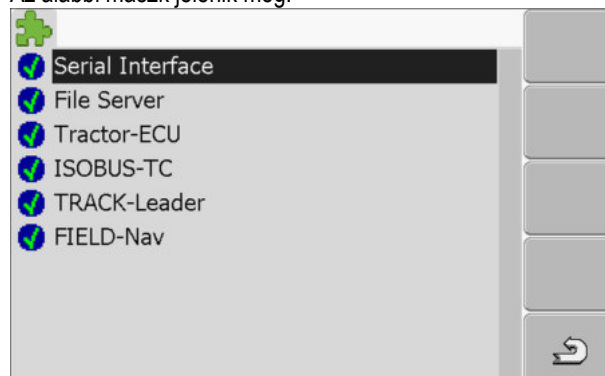 Az alábbi maszk jelenik meg:
Serial Interface
File Server
Tractor-ECU
ISOBUS-TC
TRACK-Leader
FIELD-Nav